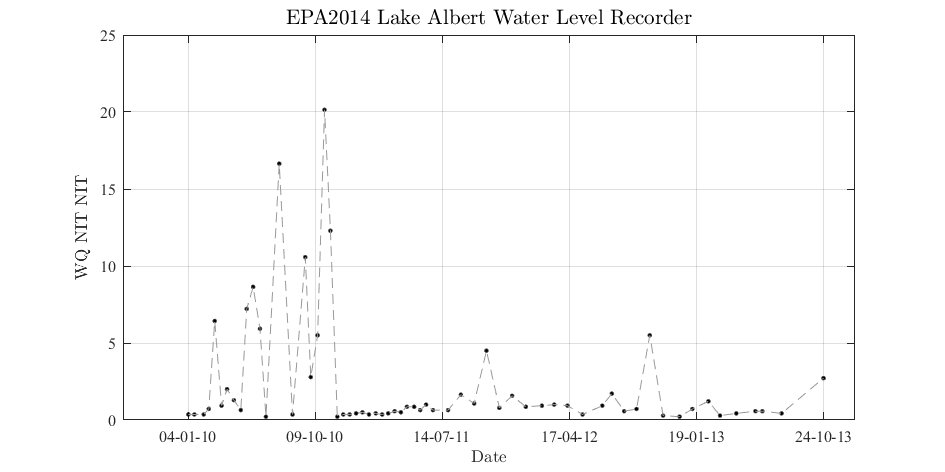 EPA2014 Lake Albert Water Level Recorder
25
20
15
10
5
0
WQ NIT NIT
04-01-10 09-10-10 14-07-11 17-04-12 19-01-13 24-10-13
Date